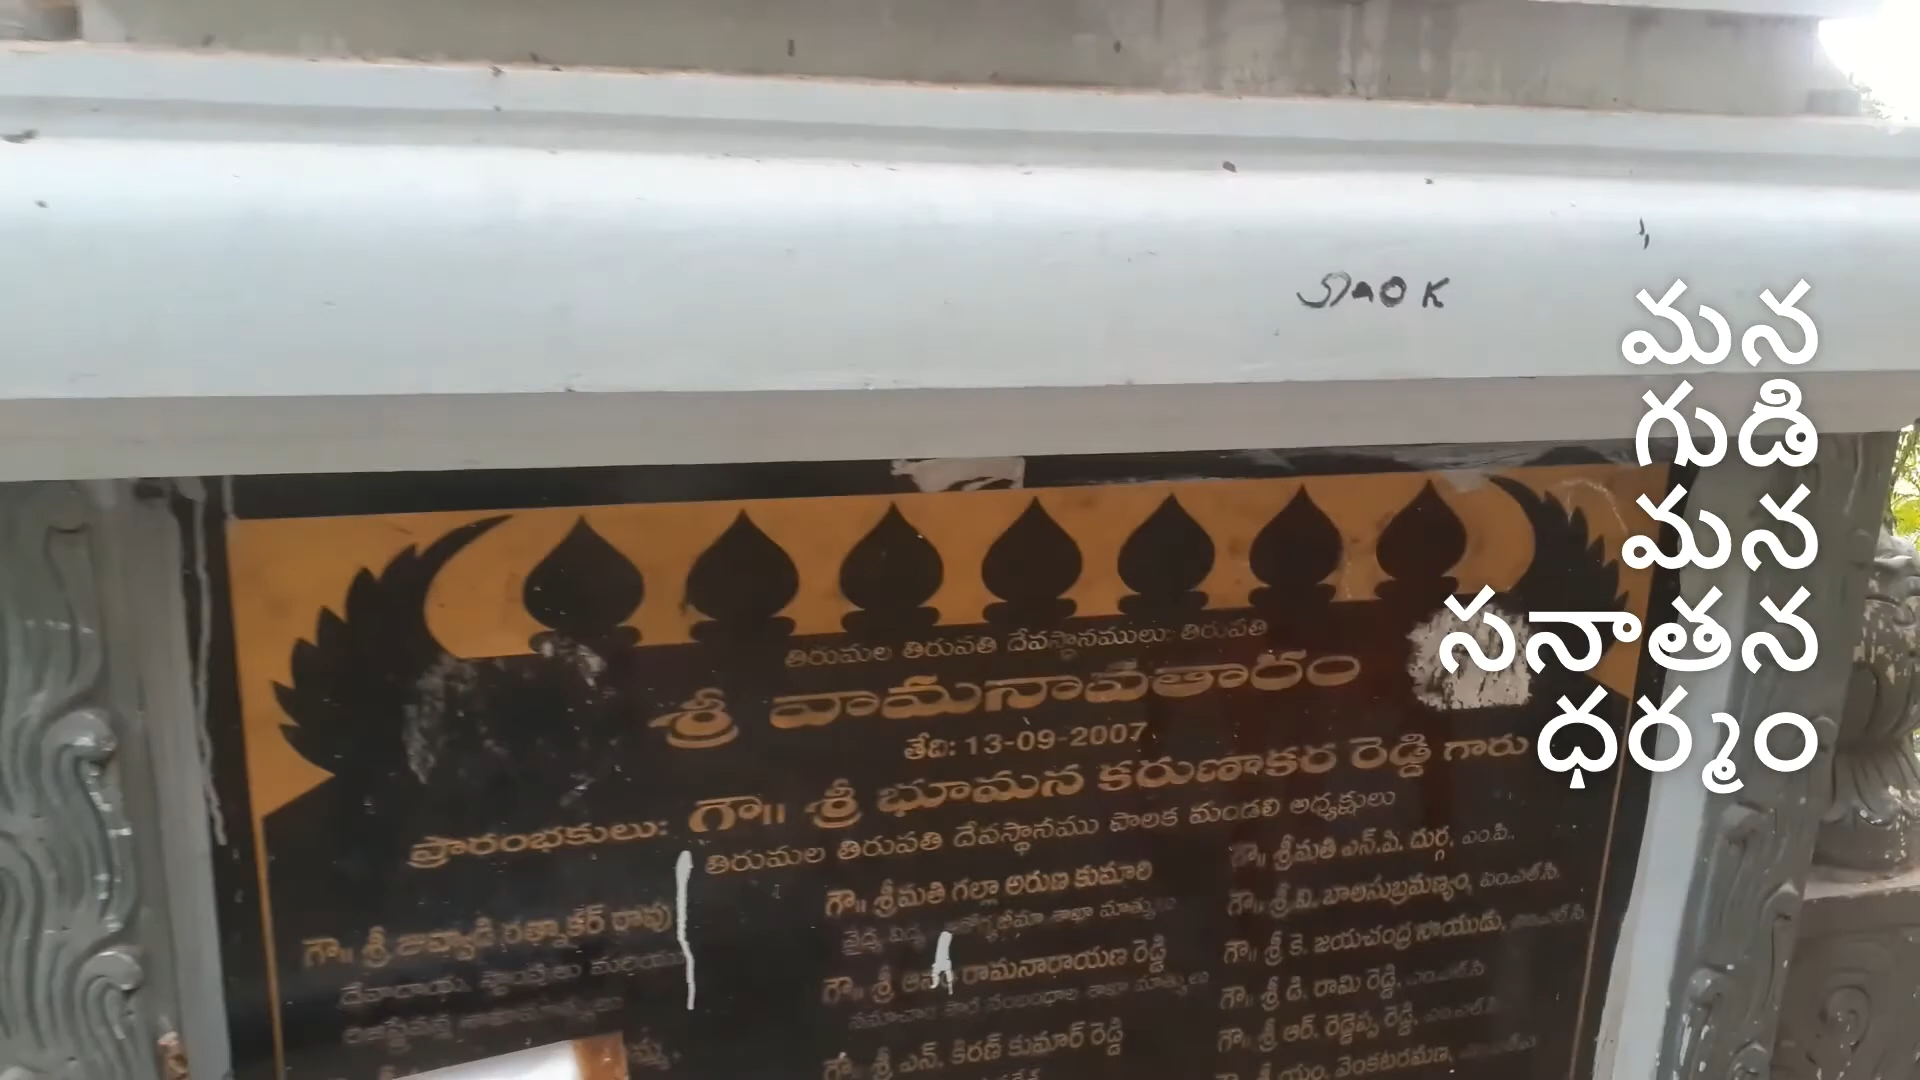 మన
గుడి
మన
సనాతన
ధర్మం
తిరుమల తిరుపతి దేవస్థానములు: తిరుపతి
శ్రీ వామనావతారం
తేది: 13-09-2007
ప్రారంభకులు: గౌ॥ శ్రీ భూమన కరుణాకర రెడ్డి గారు
తిరుమల తిరుపతి దేవస్థానము పాలక మండలి అధ్యక్షులు
గౌ॥ శ్రీ జువ్వాడి రత్నాకర్ రావు
దేవాదాయ, స్టాంపులు మరియు
గౌ॥ శ్రీమతి గల్లా అరుణ కుమారి
గౌ॥ శ్రీ ఆనం రామనారాయణ రెడ్డి
గౌ॥ శ్రీ ఎన్. కిరణ్ కుమార్ రెడ్డి
గౌ॥ శ్రీమతి ఎన్.పి. దుర్గ, ఎం.పి.
గౌ॥ శ్రీ.వి. బాలసుబ్రమణ్యం, ఎం.ఎల్.సి.
గౌ॥ శ్రీ కె. జయచంద్ర నాయుడు,
గౌ॥ శ్రీ డి. రామి రెడ్డి, ఎం.ఎల్.సి
గౌ॥ శ్రీ ఆర్. రెడ్డెప్ప రెడ్డి,
శ్రీ యం. వెంకటరమణ,